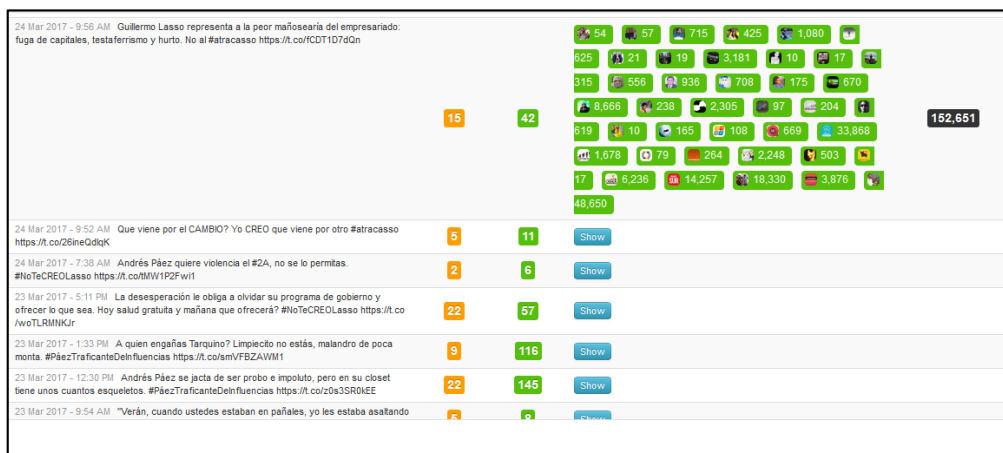 24 Mar 2017 - 9:56 AM Guillermo Lasso representa a la peor mañosearía del empresariado:
fuga de capitales, testaferrismo y hurto. No al #atracasso https://t.co/fCDT1D7dQn
54 57 715 425 1,080
625 21 19 3,181 10 17
315 556 936 708 175 670
15 42 8,666 238 2,305 97 204 152,651
619 10 165 108 669 33,868
1,678 79 264 2,248 503
17 6,236 14,257 18,330 3,876
48,650
24 Mar 2017 - 9:52 AM Que viene por el CAMBIO? Yo CREO que viene por otro #atracasso
https://t.co/26ineQdlqK
5 11 Show
24 Mar 2017 - 7:38 AM Andrés Páez quiere violencia el #2A, no se lo permitas.
#NoTeCREOLasso https://t.co/tMW1P2Fwi1
2 6 Show
23 Mar 2017 - 5:11 PM La desesperación le obliga a olvidar su programa de gobierno y
ofrecer lo que sea. Hoy salud gratuita y mañana que ofrecerá? #NoTeCREOLasso https://t.co
/woTLRMNKJr
22 57 Show
23 Mar 2017 - 1:33 PM A quien engañas Tarquino? Limpiecito no estás, malandro de poca
monta. #PáezTraficanteDeInfluencias https://t.co/smVFBZAWM1
9 116 Show
23 Mar 2017 - 12:30 PM Andrés Páez se jacta de ser probo e impoluto, pero en su closet
tiene unos cuantos esqueletos. #PáezTraficanteDeInfluencias https://t.co/z0s3SR0kEE
22 145 Show
23 Mar 2017 - 9:54 AM "Verán, cuando ustedes estaban en pañales, yo les estaba asaltando
5 8 Show